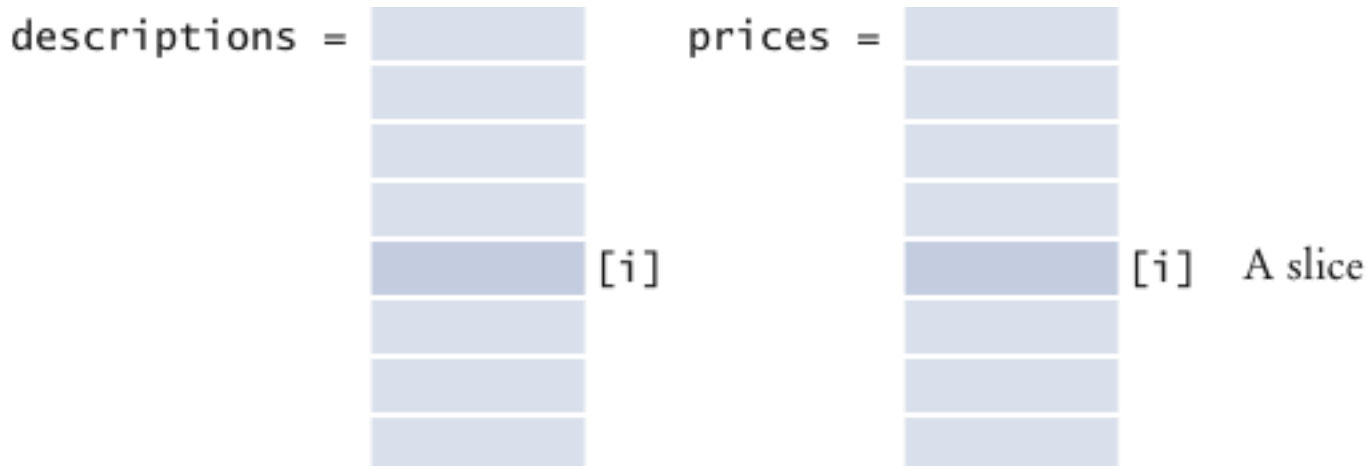 descriptions = prices =
[i] [i] A slice